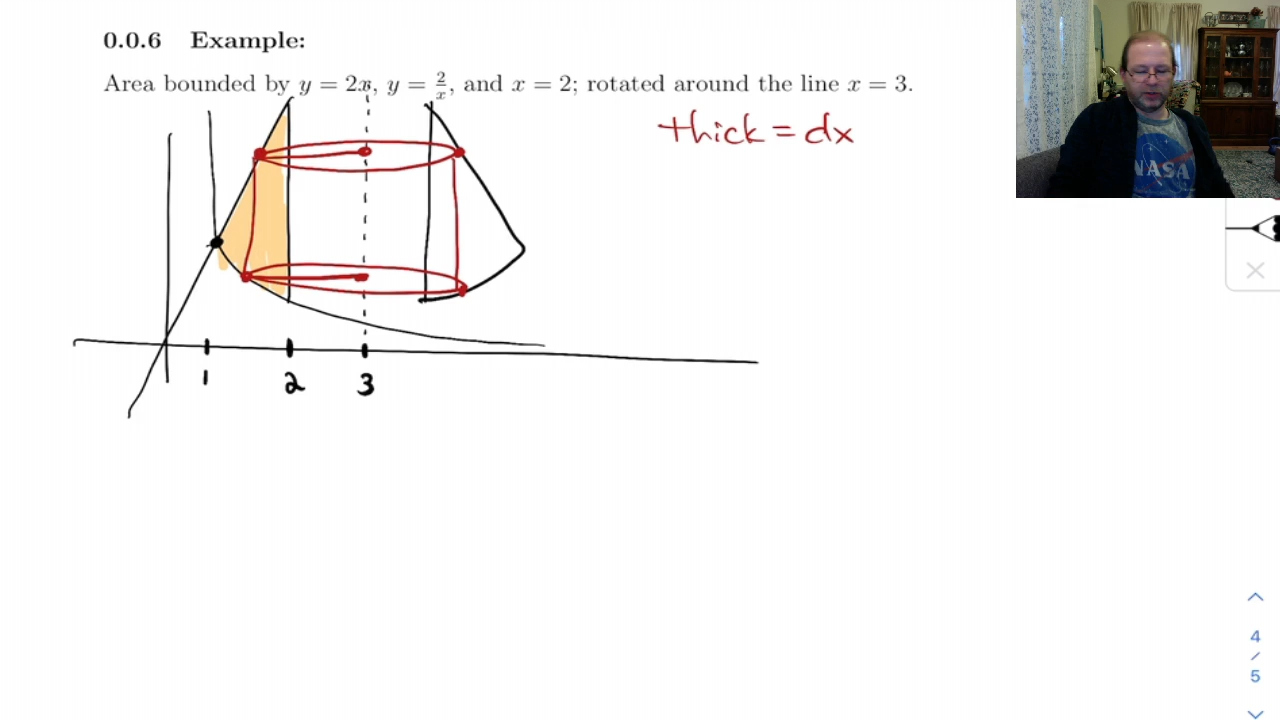 0.0.6 Example:
Area bounded by y = 2x, y = 2/x, and x = 2; rotated around the line x = 3.
thick = dx
NASA
1 2 3
4
/
5